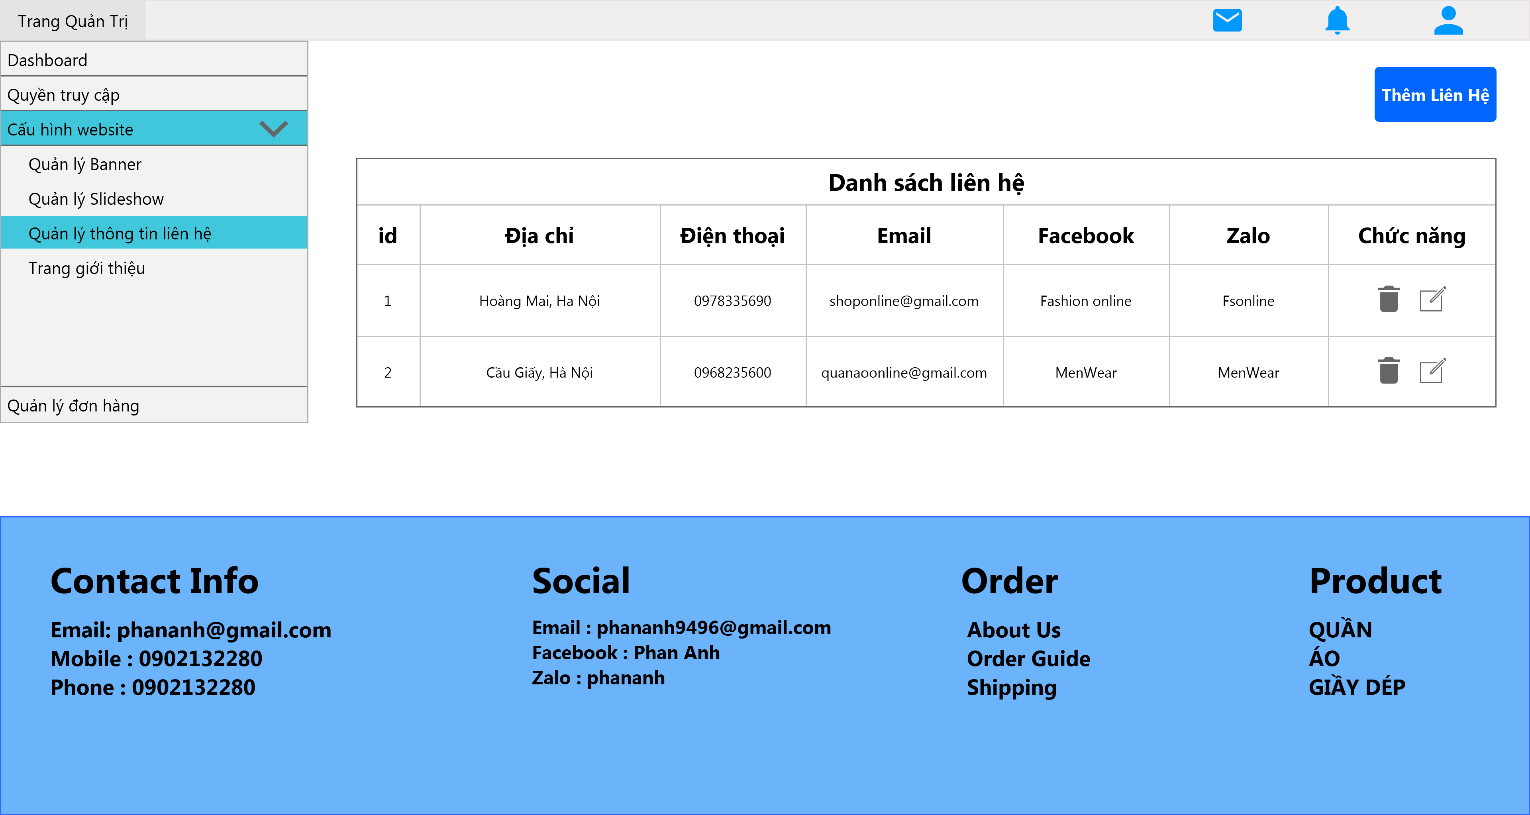 Trang Quản Trị
Dashboard
Quyền truy cập
Cấu hình website
Quản lý Banner
Quản lý Slideshow
Quản lý thông tin liên hệ
Trang giới thiệu
Quản lý đơn hàng
Thêm Liên Hệ
Danh sách liên hệ
id Địa chỉ Điện thoại Email Facebook Zalo Chức năng
1 Hoàng Mai, Ha Nội 0978335690 shoponline@gmail.com Fashion online Fsonline
2 Cầu Giấy, Hà Nội 0968235600 quanaoonline@gmail.com MenWear MenWear
Contact Info
Email: phananh@gmail.com
Mobile : 0902132280
Phone : 0902132280
Social
Email : phananh9496@gmail.com
Facebook : Phan Anh
Zalo : phananh
Order
About Us
Order Guide
Shipping
Product
QUẦN
ÁO
GIẦY DÉP